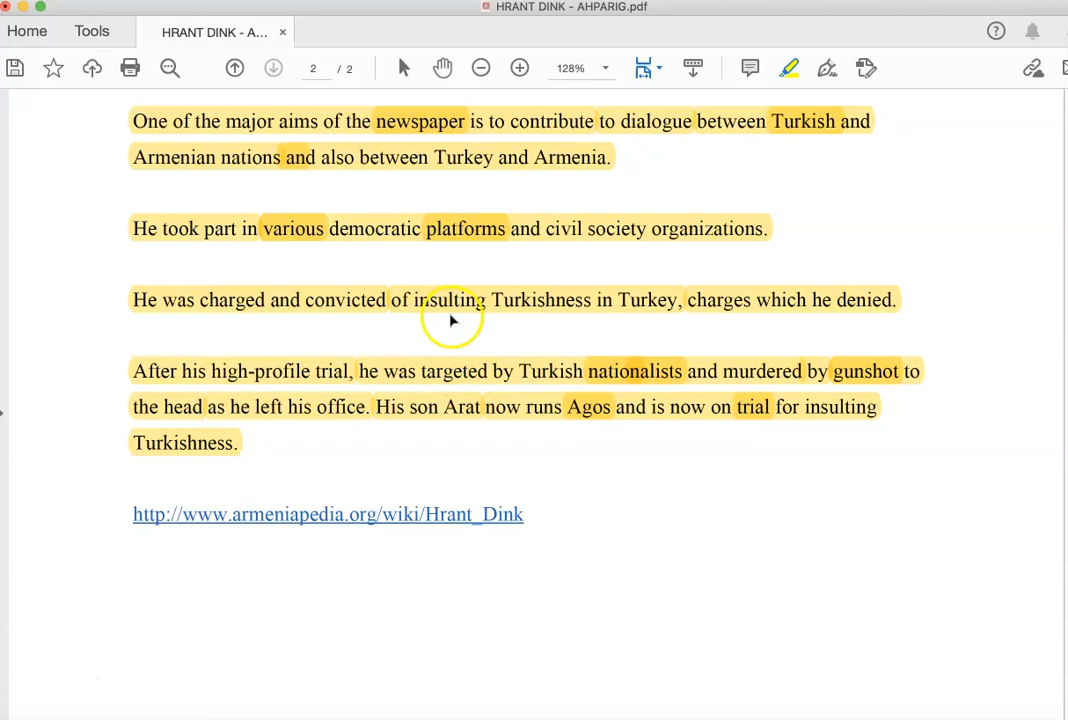 HRANT DINK - AHPARIG.pdf
Home Tools HRANT DINK - A... ×
2 / 2 128%
One of the major aims of the newspaper is to contribute to dialogue between Turkish and
Armenian nations and also between Turkey and Armenia.
He took part in various democratic platforms and civil society organizations.
He was charged and convicted of insulting Turkishness in Turkey, charges which he denied.
After his high-profile trial, he was targeted by Turkish nationalists and murdered by gunshot to
the head as he left his office. His son Arat now runs Agos and is now on trial for insulting
Turkishness.
http://www.armeniapedia.org/wiki/Hrant_Dink